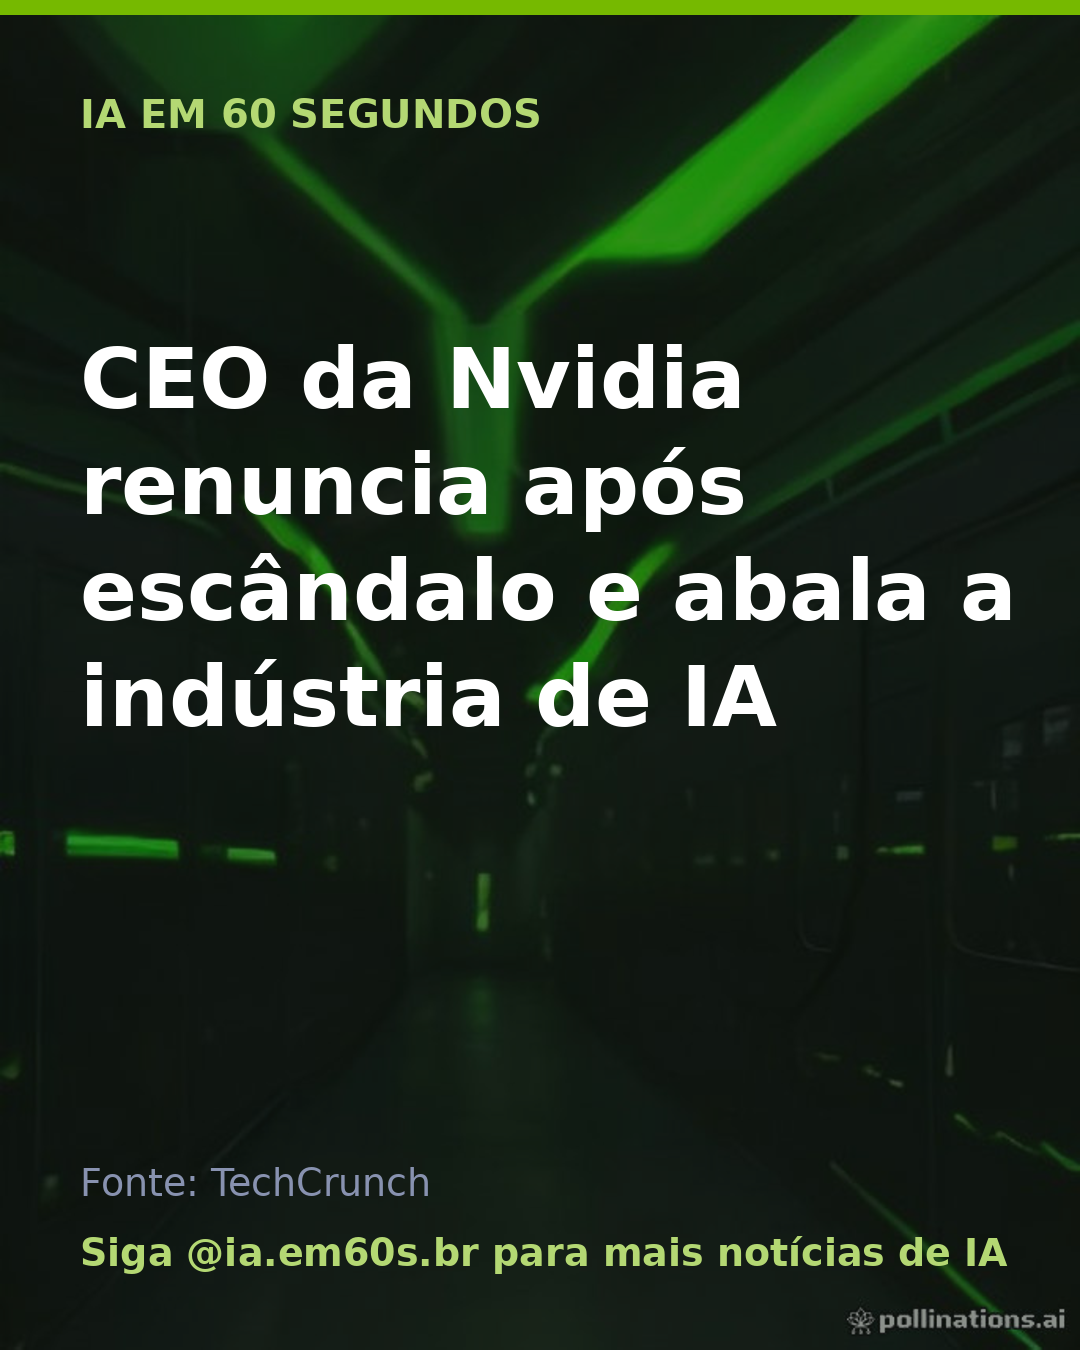 IA EM 60 SEGUNDOS
CEO da Nvidia
renuncia após
escândalo e abala a
indústria de IA
Fonte: TechCrunch
Siga @ia.em60s.br para mais notícias de IA
pollinations.ai